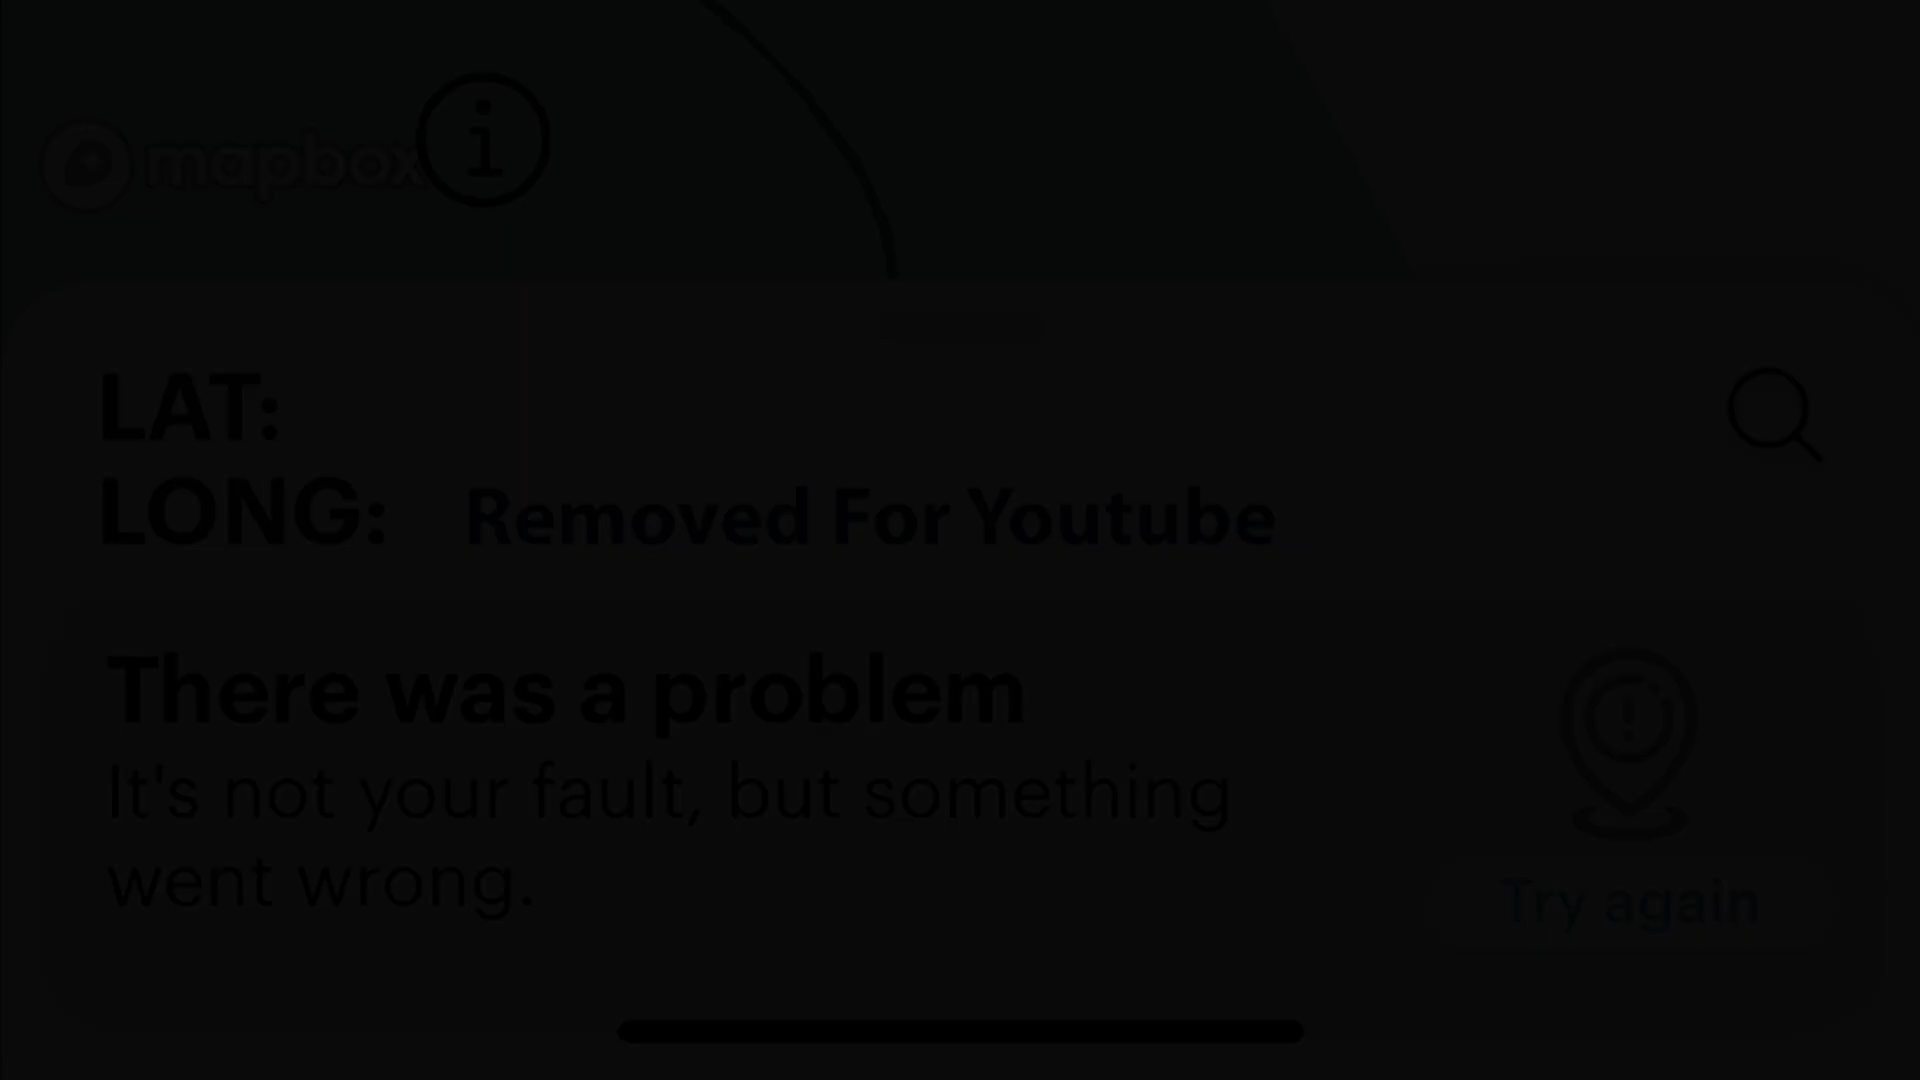 mapbox
LAT:
LONG: Removed For Youtube
There was a problem
It's not your fault, but something
went wrong.
Try again